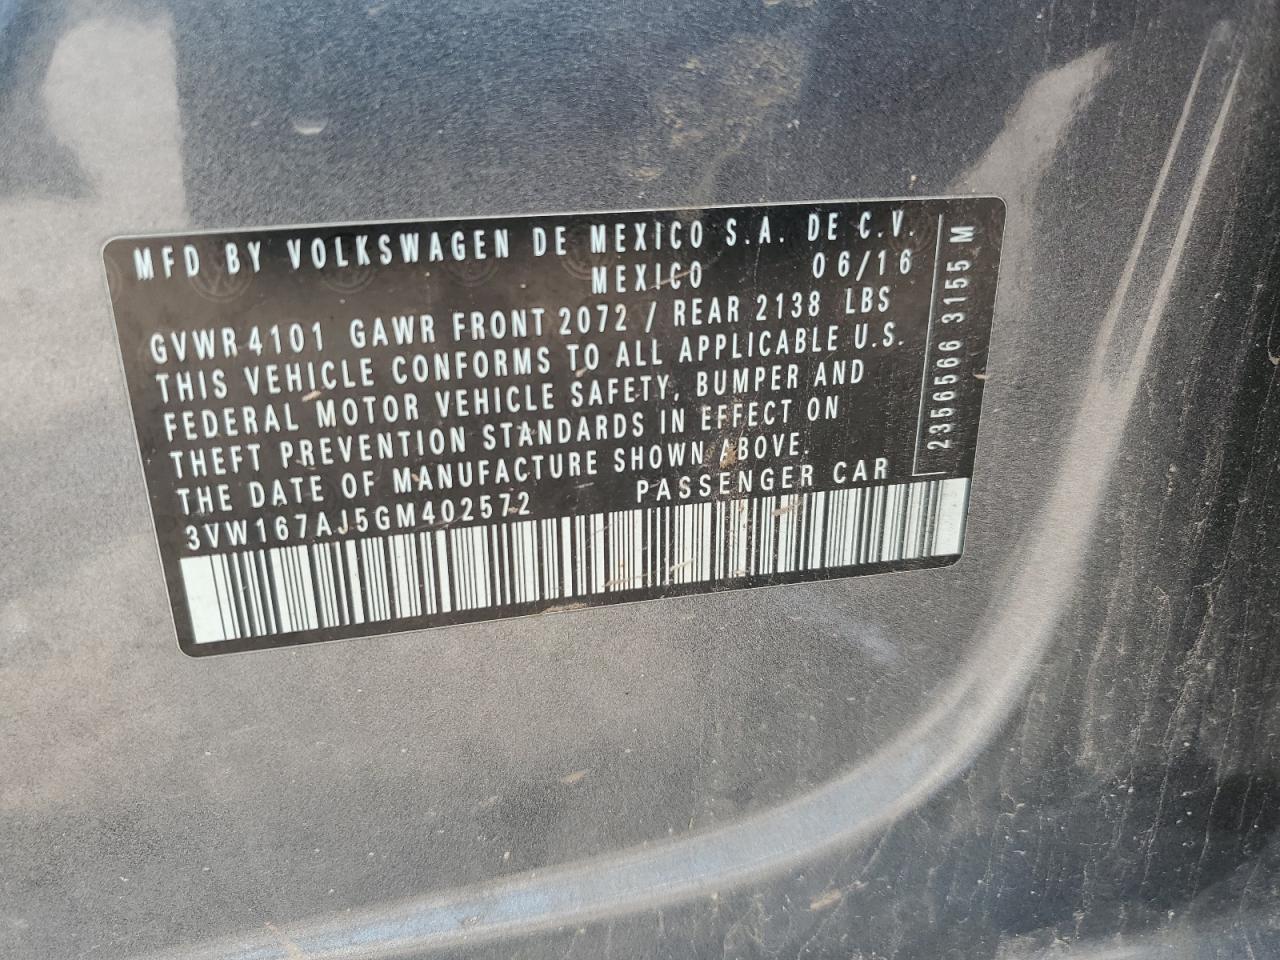 MFD BY VOLKSWAGEN DE MEXICO S.A. DE C.V.
MEXICO 06/16
GVWR 4101 GAWR FRONT 2072 / REAR 2138 LBS
THIS VEHICLE CONFORMS TO ALL APPLICABLE U.S.
FEDERAL MOTOR VEHICLE SAFETY, BUMPER AND
THEFT PREVENTION STANDARDS IN EFFECT ON
THE DATE OF MANUFACTURE SHOWN ABOVE.
3VW167AJ5GM402572 PASSENGER CAR
2356566 3155 M